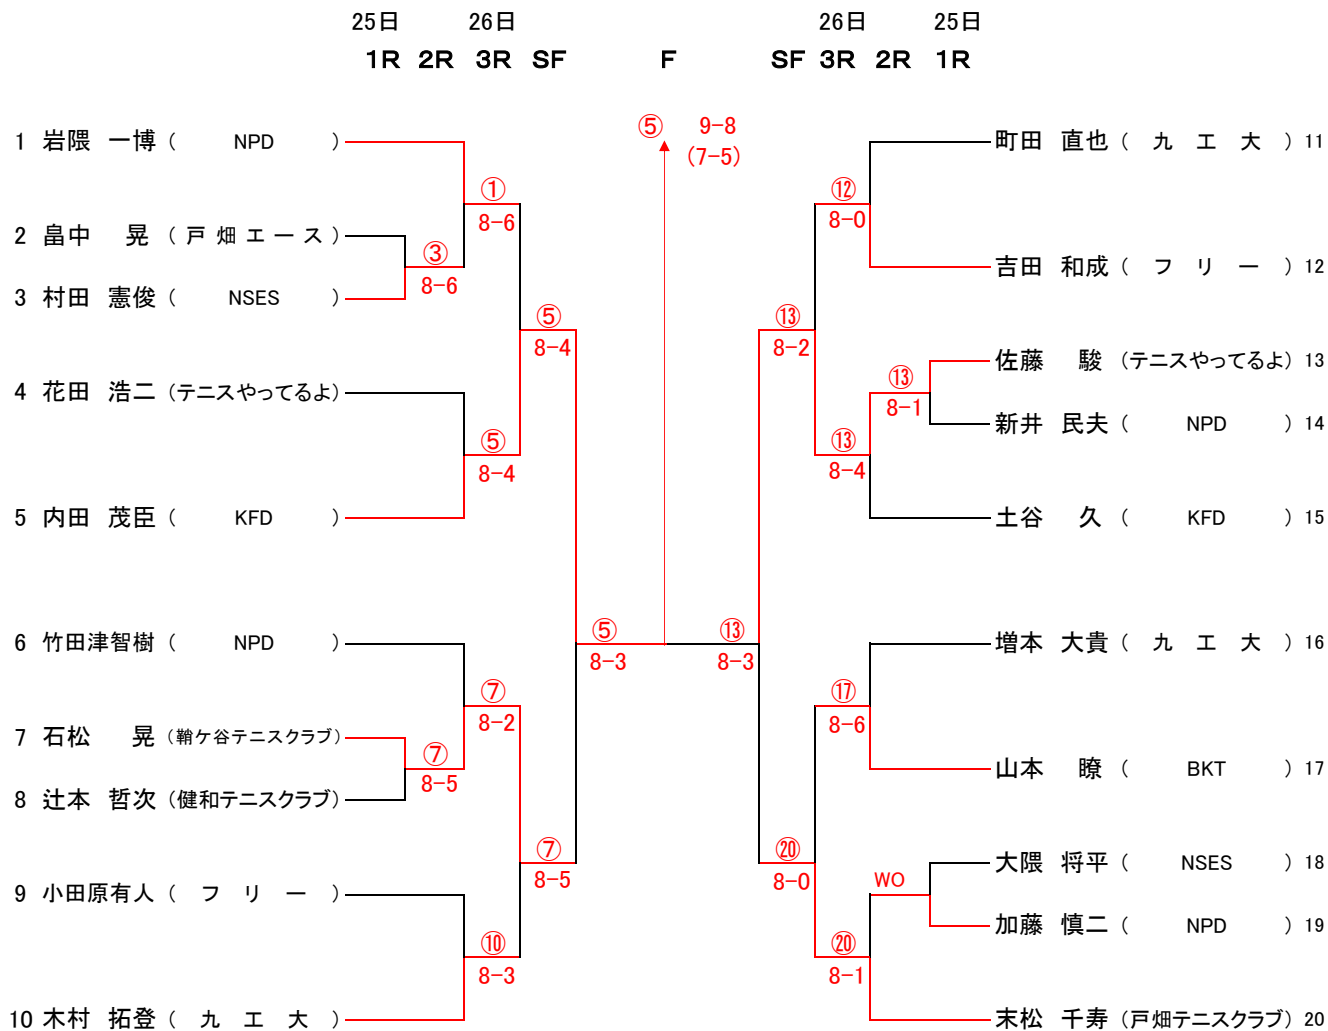 25日 26日 26日 25日
1R 2R 3R SF F SF 3R 2R 1R
⑤ 9-8
(7-5)
1 岩隈 一博 ( NPD )
①
8-6
2 畠中 晃 ( 戸畑エース )
③
8-6
3 村田 憲俊 ( NSES )
⑤
8-4
4 花田 浩二 (テニスやってるよ)
⑤
8-4
5 内田 茂臣 ( KFD )
⑤
8-3
6 竹田津智樹 ( NPD )
⑦
8-2
7 石松 晃 (鞘ケ谷テニスクラブ)
⑦
8-5
8 辻本 哲次 (健和テニスクラブ)
⑦
8-5
9 小田原有人 ( フリー )
⑩
8-3
10 木村 拓登 ( 九工大 )
町田 直也 ( 九工大 ) 11
⑫
8-0
吉田 和成 ( フリー ) 12
⑬
8-2
佐藤 駿 (テニスやってるよ) 13
⑬
8-1
新井 民夫 ( NPD ) 14
⑬
8-4
土谷 久 ( KFD ) 15
⑬
8-3
増本 大貴 ( 九工大 ) 16
⑰
8-6
山本 瞭 ( BKT ) 17
⑳
8-0
大隈 将平 ( NSES ) 18
WO
加藤 慎二 ( NPD ) 19
⑳
8-1
末松 千寿 (戸畑テニスクラブ) 20